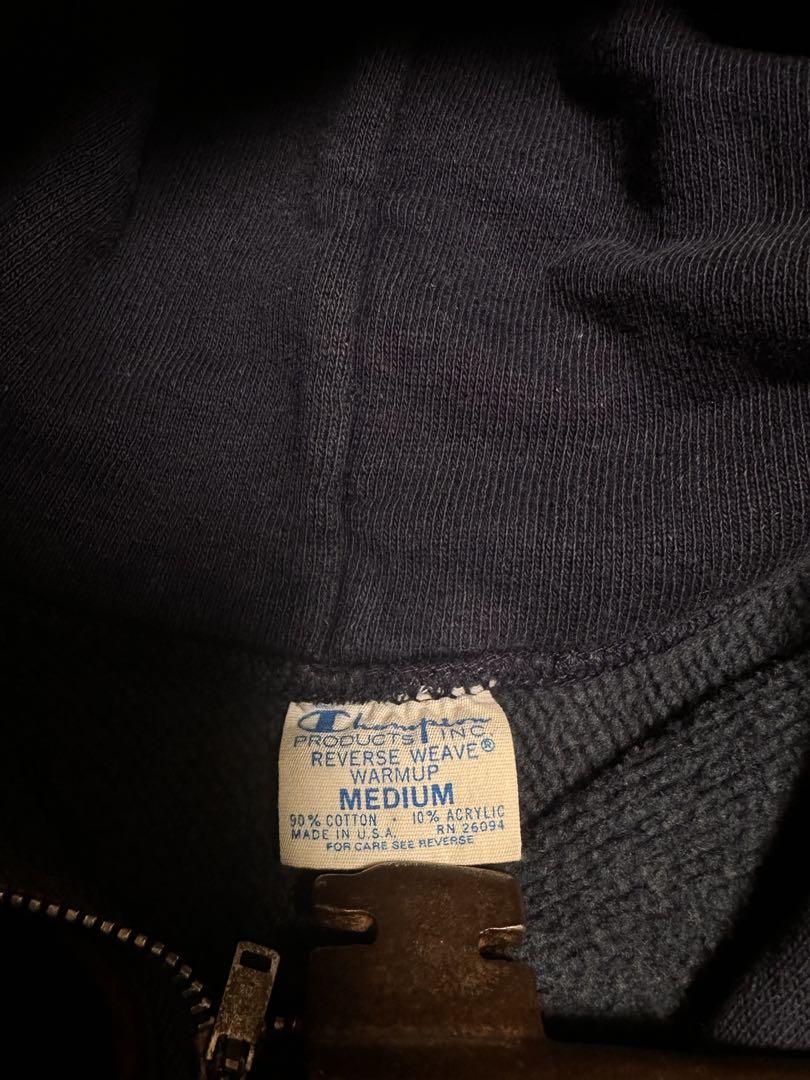 Champion
PRODUCTS INC.
REVERSE WEAVE®
WARMUP
MEDIUM
90% COTTON · 10% ACRYLIC
MADE IN U.S.A. RN 26094
FOR CARE SEE REVERSE